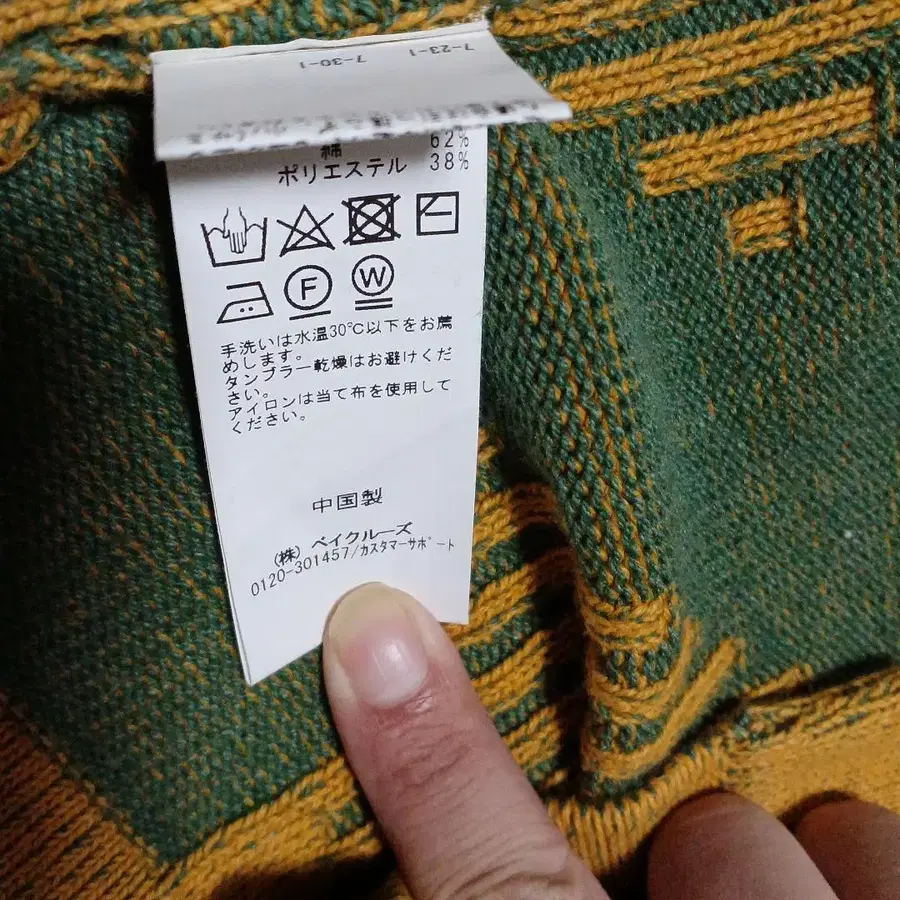 7-23-1
7-30-1
綿 62%
ポリエステル 38%
F
W
手洗いは水温30℃以下をお薦
めします。
タンブラー乾燥はお避けくだ
さい。
アイロンは当て布を使用して
ください。
中国製
(株) ベイクルーズ
0120-301457/カスタマーサポート